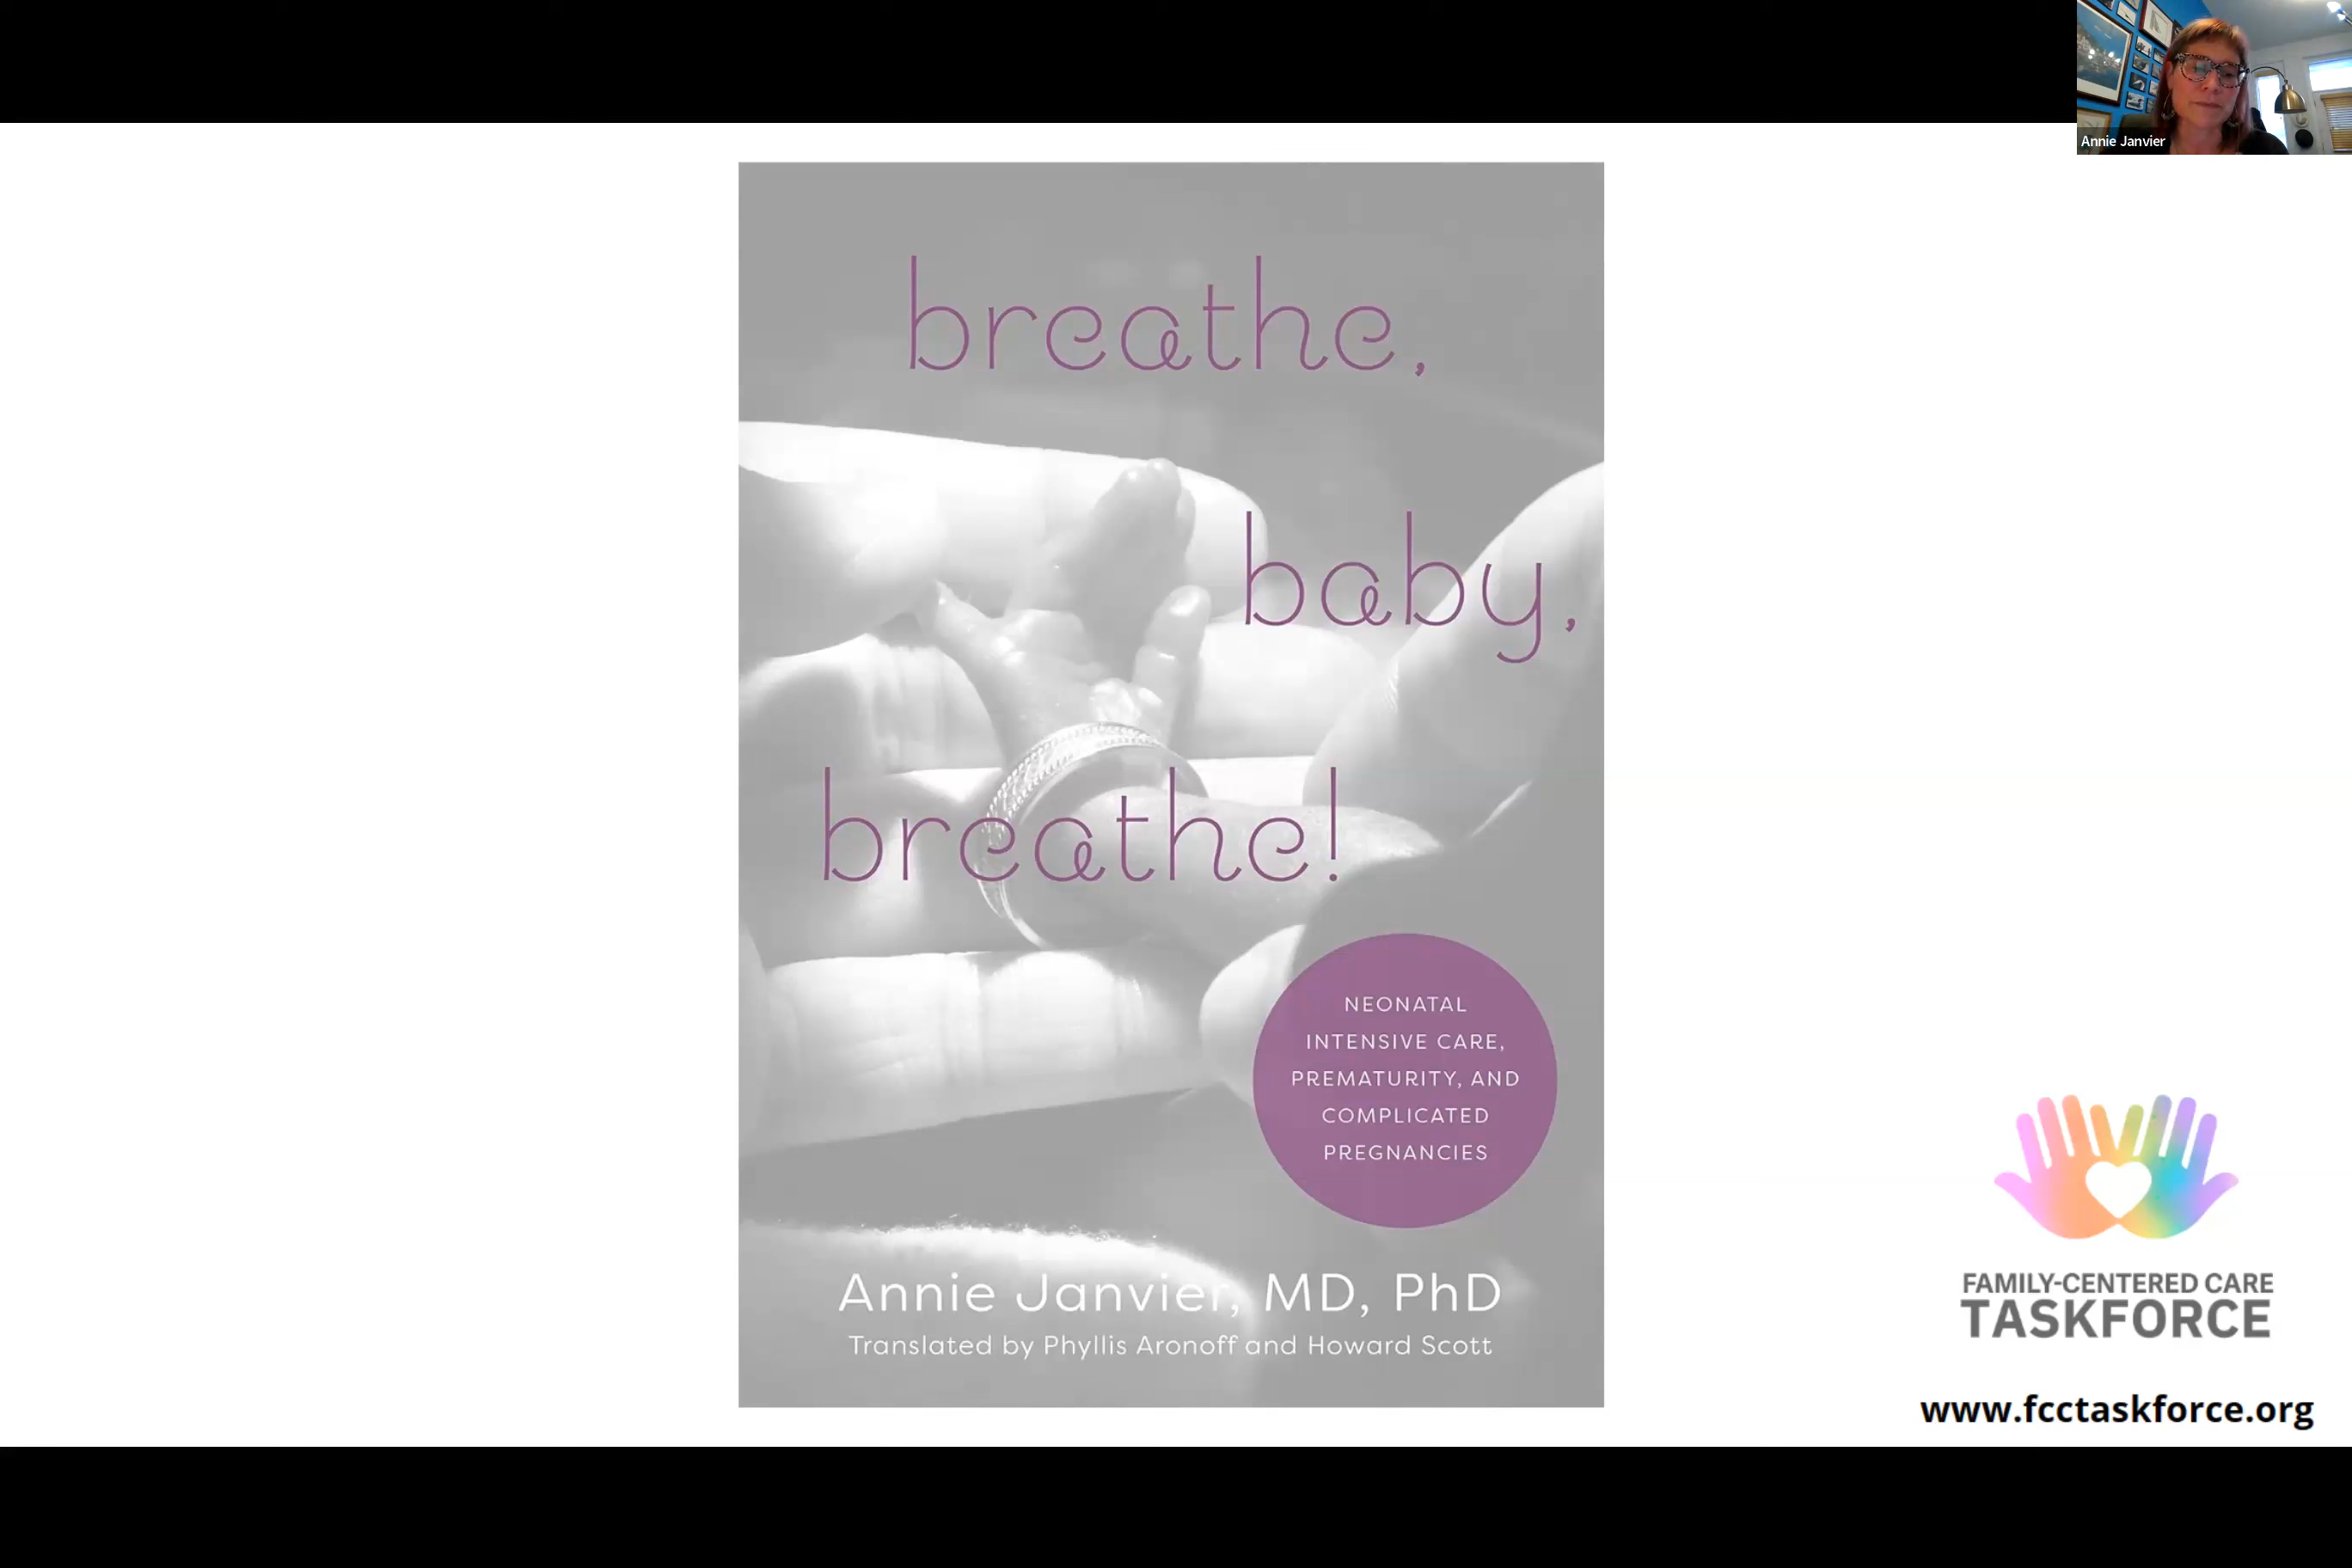 Annie Janvier
breathe,
baby,
breathe!
NEONATAL
INTENSIVE CARE,
PREMATURITY, AND
COMPLICATED
PREGNANCIES
Annie Janvier, MD, PhD
Translated by Phyllis Aronoff and Howard Scott
FAMILY-CENTERED CARE
TASKFORCE
www.fcctaskforce.org